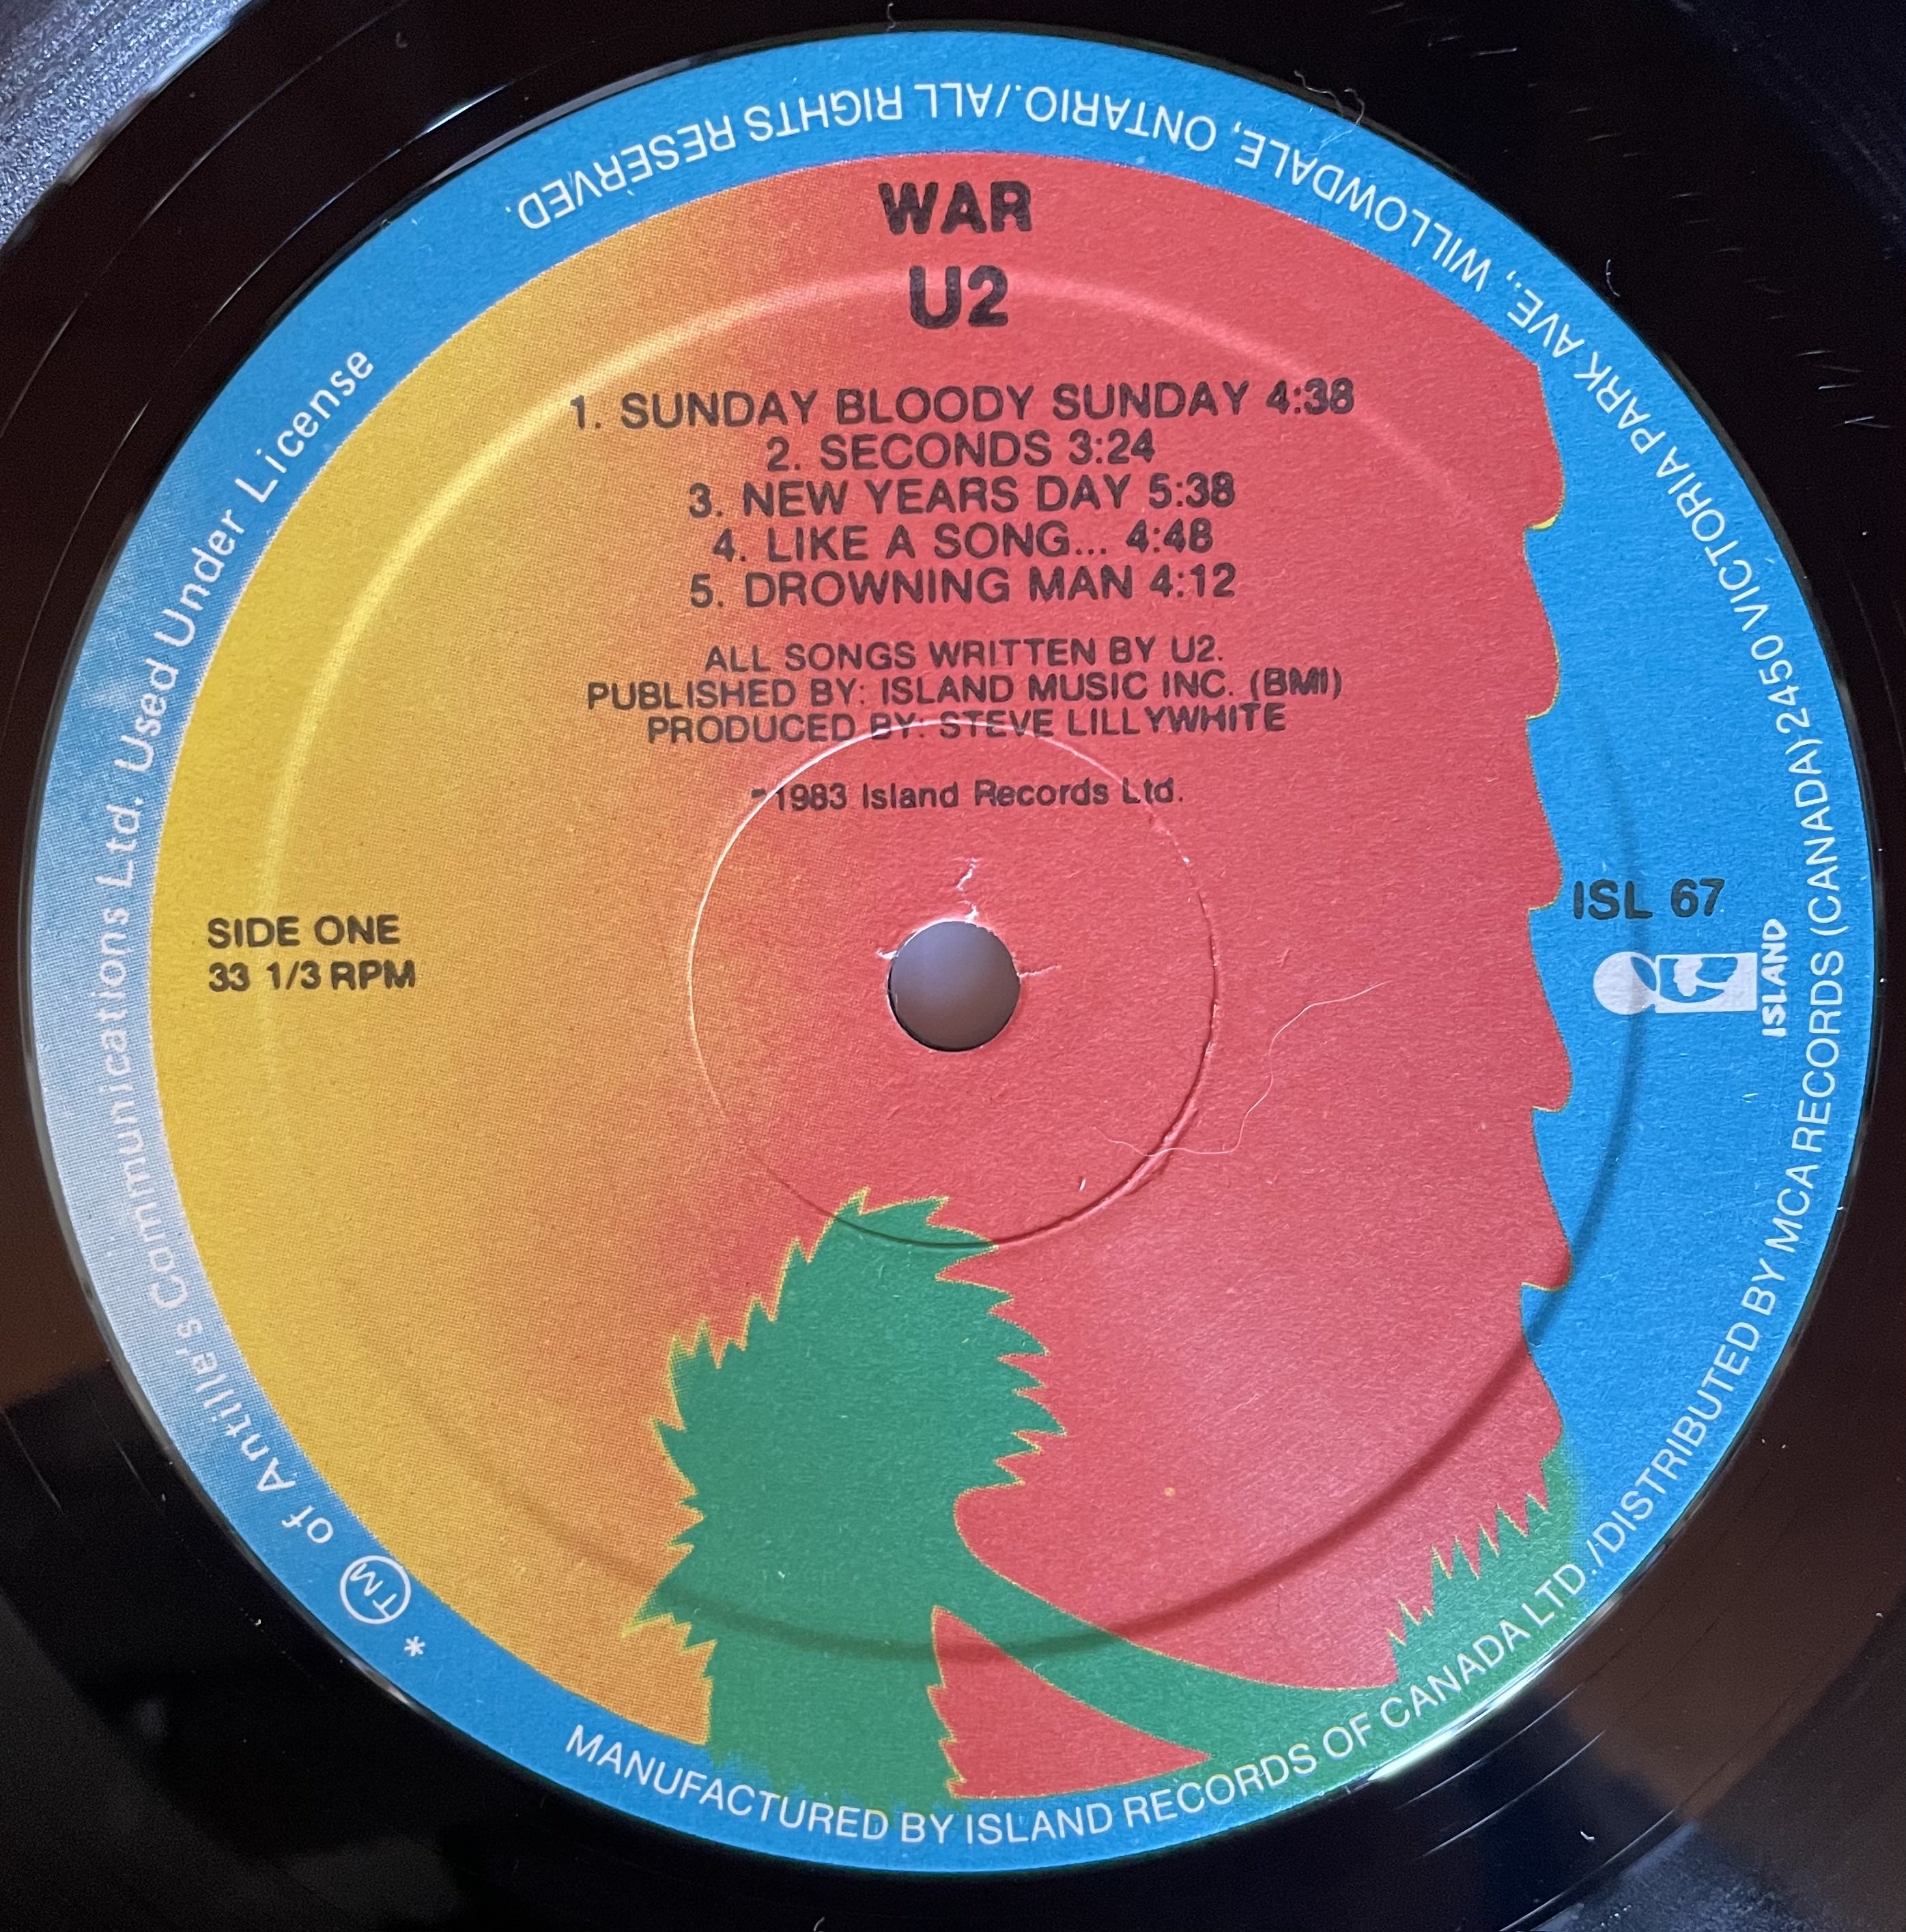 WAR
U2
1. SUNDAY BLOODY SUNDAY 4:38
2. SECONDS 3:24
3. NEW YEARS DAY 5:38
4. LIKE A SONG... 4:48
5. DROWNING MAN 4:12
ALL SONGS WRITTEN BY U2.
PUBLISHED BY: ISLAND MUSIC INC. (BMI)
PRODUCED BY: STEVE LILLYWHITE
1983 Island Records Ltd.
SIDE ONE
33 1/3 RPM
ISL 67
ISLAND
MANUFACTURED BY ISLAND RECORDS OF CANADA LTD./DISTRIBUTED BY MCA RECORDS (CANADA) 2450 VICTORIA PARK AVE., WILLOWDALE, ONTARIO./ALL RIGHTS RESERVED.
* TM of Antille's Communications Ltd. Used Under License